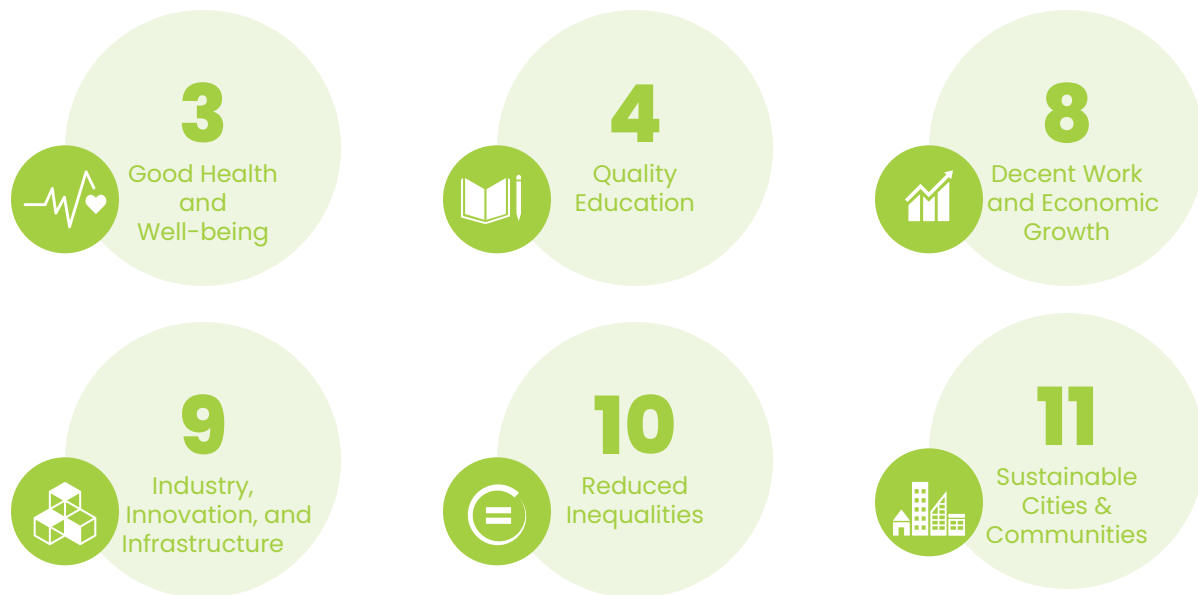 3
Good Health
and
Well-being
4
Quality
Education
8
Decent Work
and Economic
Growth
9
Industry,
Innovation, and
Infrastructure
10
Reduced
Inequalities
11
Sustainable
Cities &
Communities